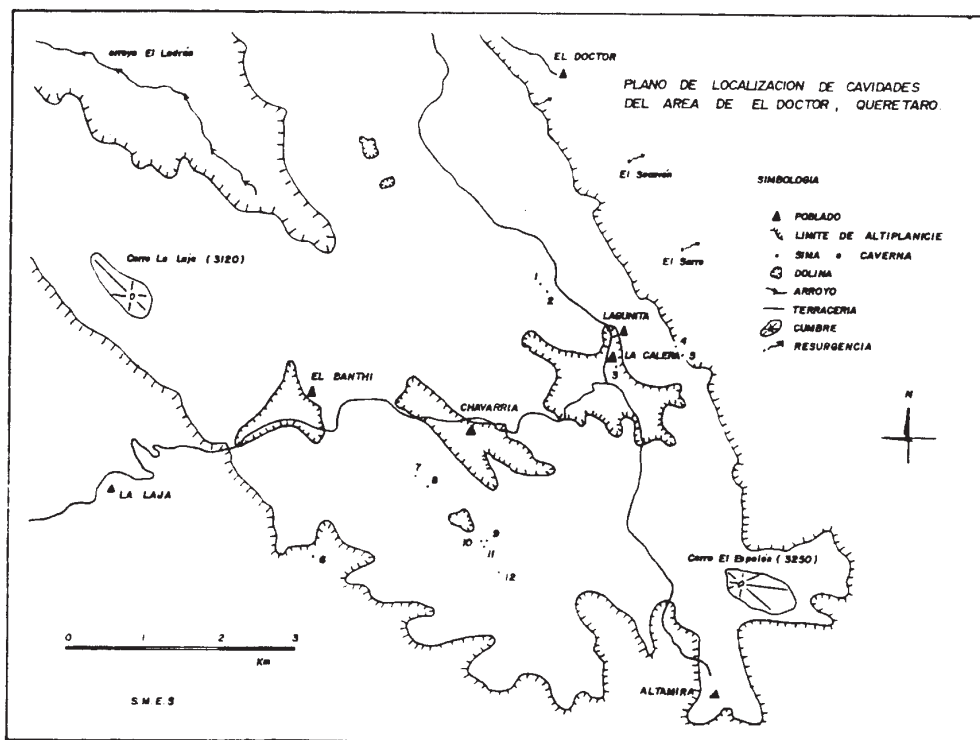 arroyo El Ladrón
EL DOCTOR
PLANO DE LOCALIZACION DE CAVIDADES
DEL AREA DE EL DOCTOR, QUERETARO.
El Socavón
SIMBOLOGIA
POBLADO
LIMITE DE ALTIPLANICIE
SIMA o CAVERNA
DOLINA
ARROYO
TERRACERIA
CUMBRE
RESURGENCIA
El Sarro
Cerro La Laja (3120)
1
2
LAGUNITA
4
LA CALERA
5
3
N
EL BANTHI
CHAVARRIA
7
8
LA LAJA
10
9
11
6
12
Cerro El Espolón (3250)
0 1 2 3
Km
ALTAMIRA
S.M.E.S